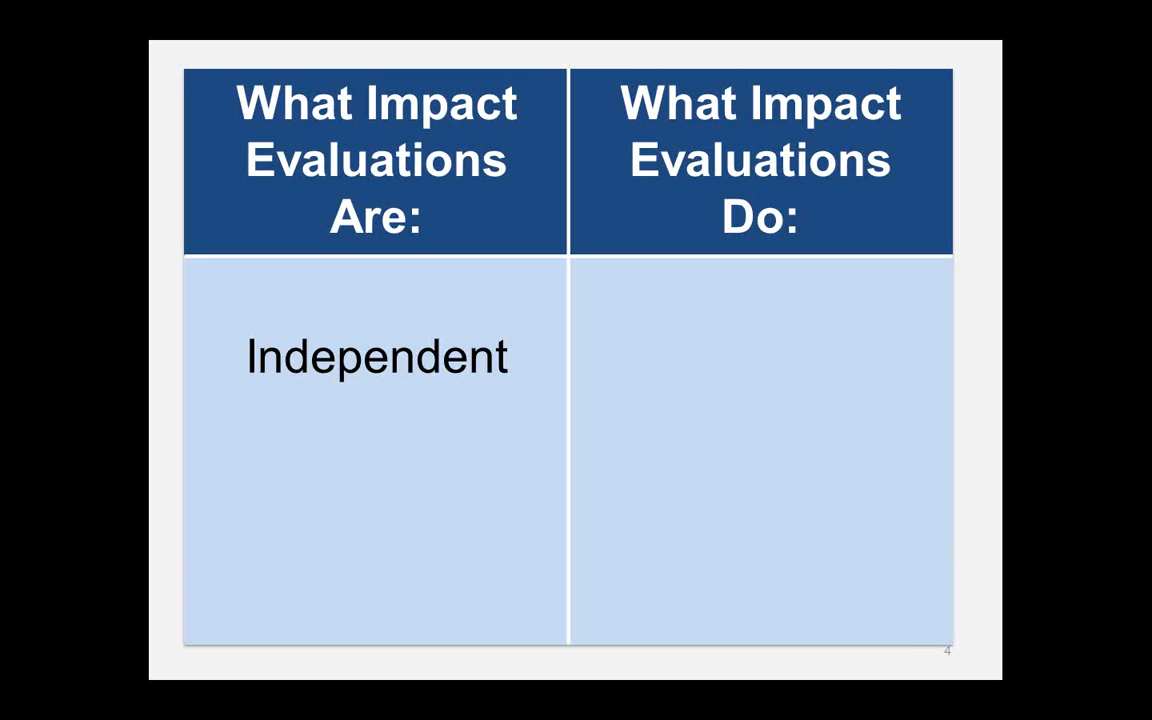 What Impact
Evaluations
Are:
What Impact
Evaluations
Do:
Independent
4